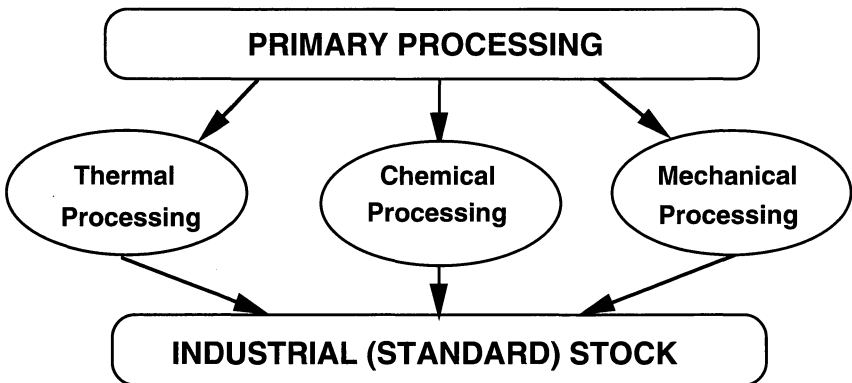 PRIMARY PROCESSING
Thermal
Processing
Chemical
Processing
Mechanical
Processing
INDUSTRIAL (STANDARD) STOCK